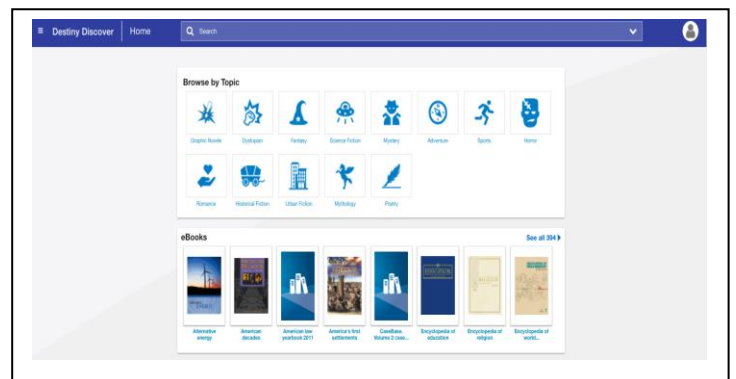 Destiny Discover Home Search
Browse by Topic
Graphic Novels Dystopian Fantasy Science Fiction Mystery Adventure Sports Horror
Romance Historical Fiction Urban Fiction Mythology Poetry
eBooks See all 394
Alternative American American law America's first CaseBase. Encyclopedia of Encyclopedia of Encyclopedia of
energy decades yearbook 2011 settlements Volume 2 case... education religion world...